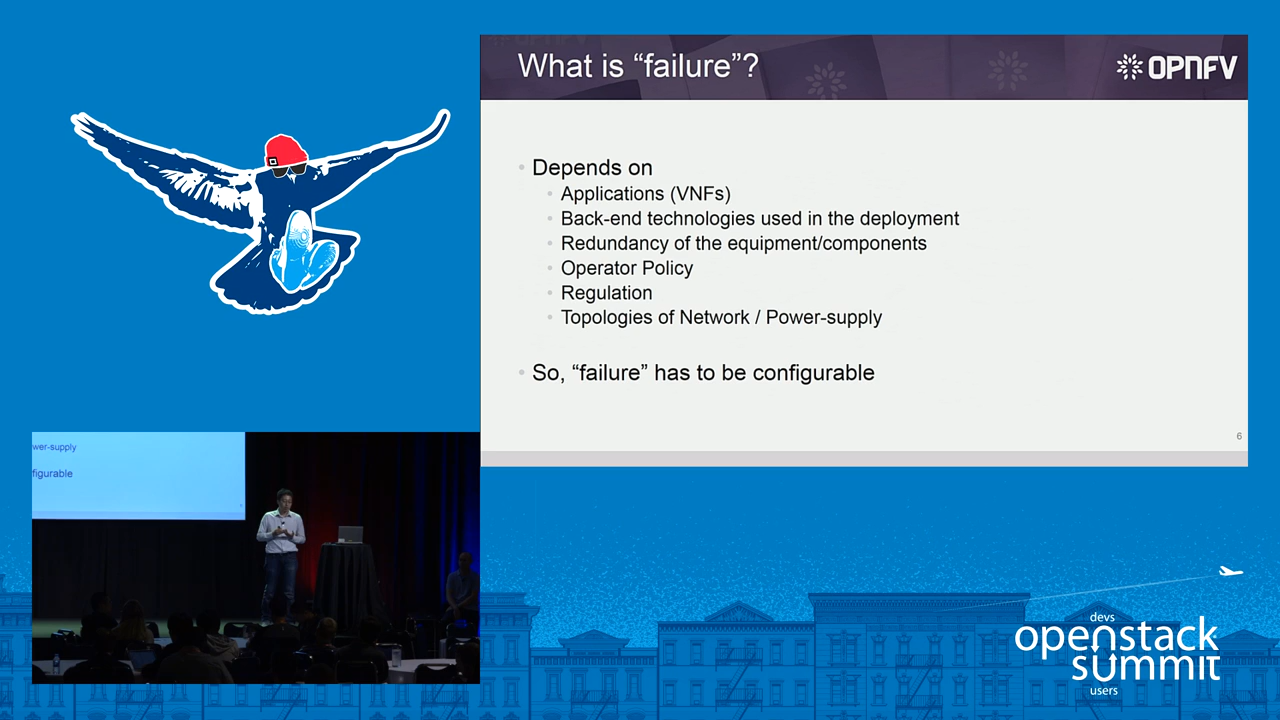 What is “failure”?
OPNFV
Depends on
Applications (VNFs)
Back-end technologies used in the deployment
Redundancy of the equipment/components
Operator Policy
Regulation
Topologies of Network / Power-supply
So, “failure” has to be configurable
6
wer-supply
figurable
devs
openstack
summit
users